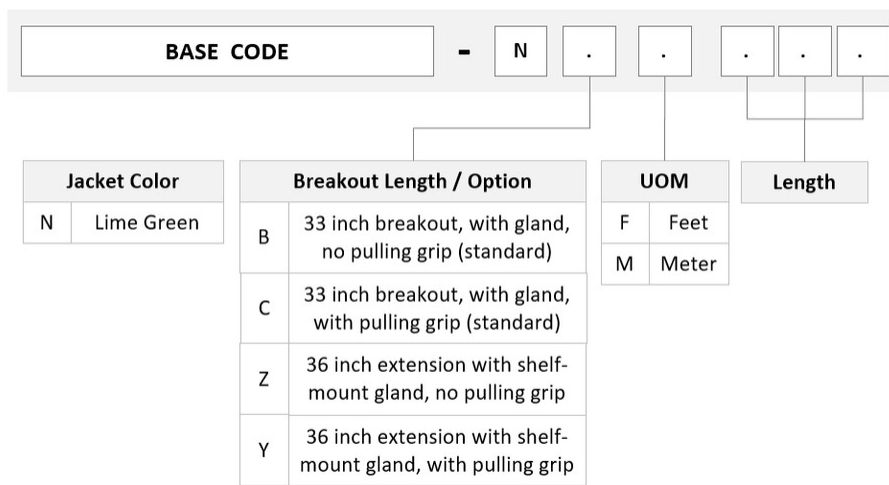 BASE CODE - N . . . . .
Jacket Color
N Lime Green
Breakout Length / Option
B 33 inch breakout, with gland,
no pulling grip (standard)
C 33 inch breakout, with gland,
with pulling grip (standard)
Z 36 inch extension with shelf-
mount gland, no pulling grip
Y 36 inch extension with shelf-
mount gland, with pulling grip
UOM
F Feet
M Meter
Length